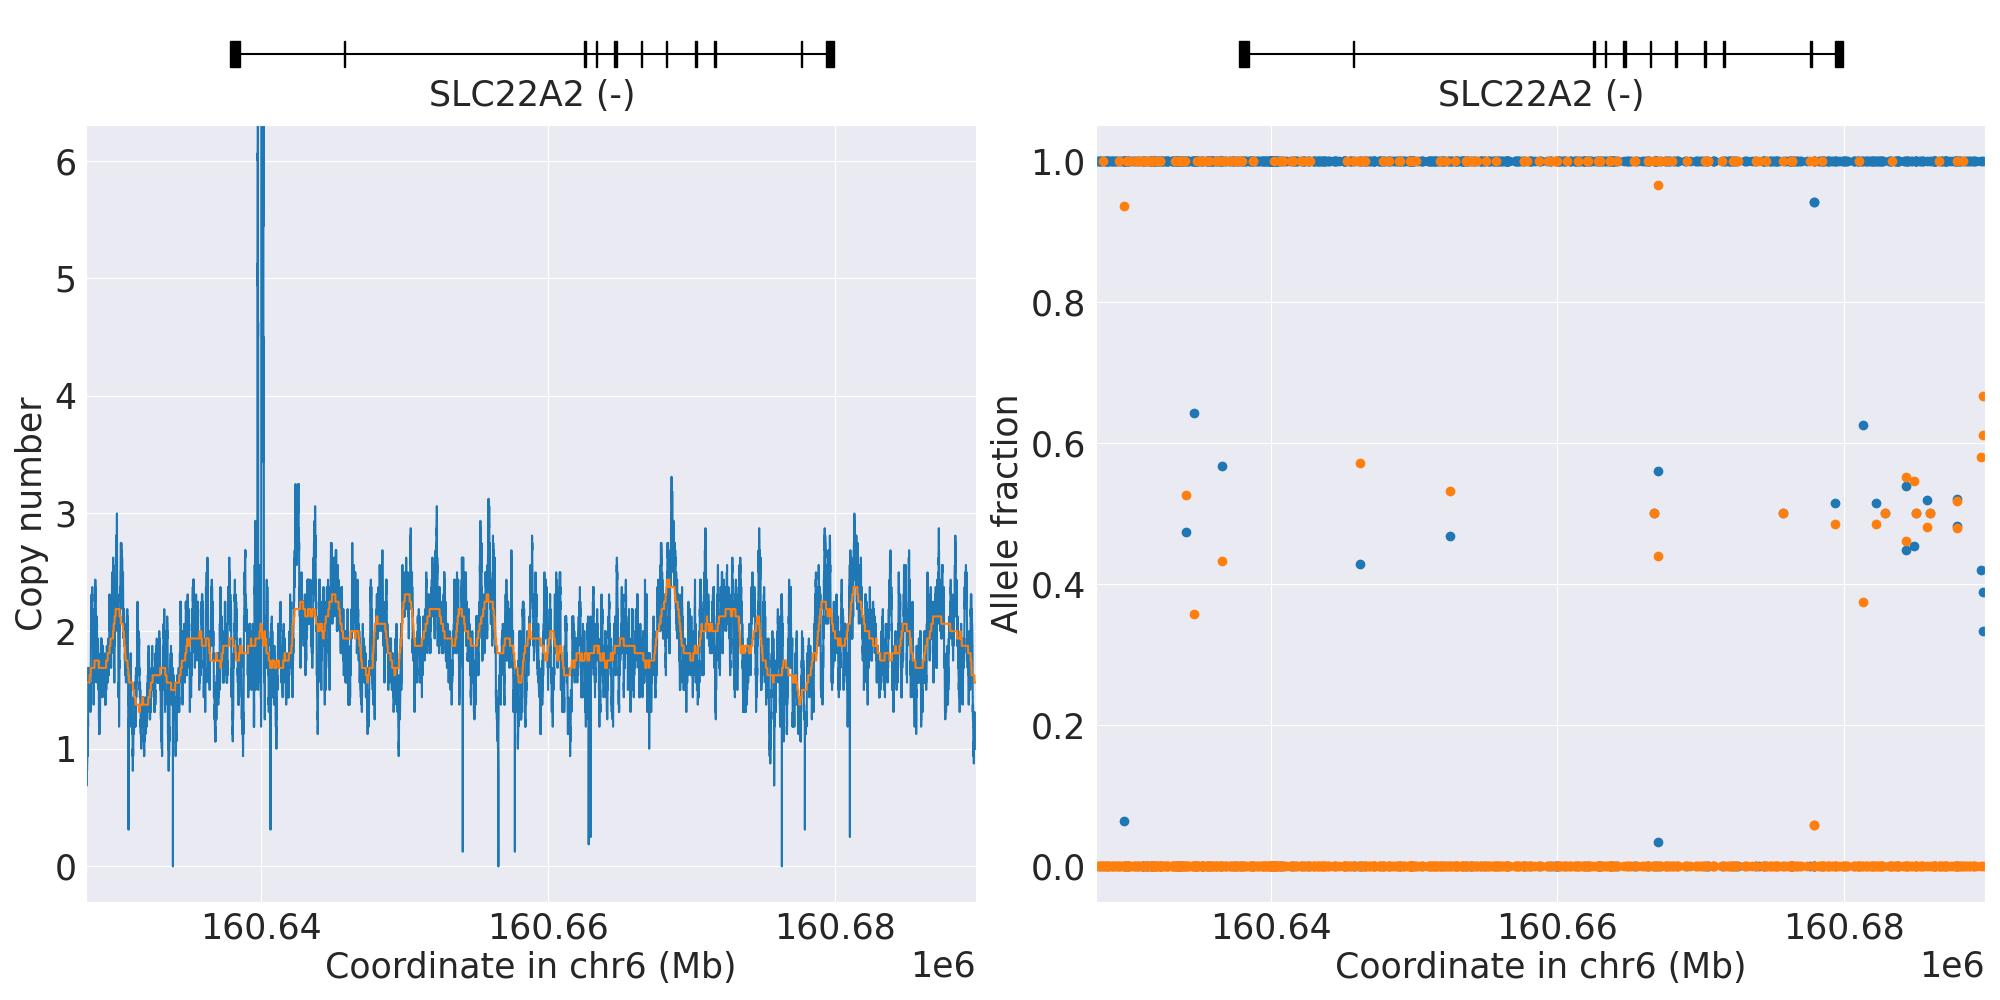 SLC22A2 (-)
SLC22A2 (-)
Copy number
6
5
4
3
2
1
0
160.64
160.66
160.68
Coordinate in chr6 (Mb)
1e6
Allele fraction
1.0
0.8
0.6
0.4
0.2
0.0
160.64
160.66
160.68
Coordinate in chr6 (Mb)
1e6